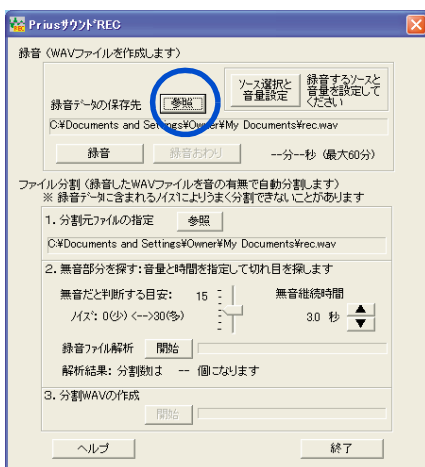 PriusサウンドREC
録音（WAVファイルを作成します）
録音データの保存先
参照
ソース選択と
音量設定
録音するソースと
音量を設定して
ください
C:¥Documents and Settings¥Owner¥My Documents¥rec.wav
録音
録音おわり
--分--秒（最大60分）
ファイル分割（録音したWAVファイルを音の有無で自動分割します）
※ 録音データに含まれるノイズによりうまく分割できないことがあります
1. 分割元ファイルの指定
参照
C:¥Documents and Settings¥Owner¥My Documents¥rec.wav
2. 無音部分を探す：音量と時間を指定して切れ目を探します
無音だと判断する目安： 15
ノイズ：0(少) <-->30(多)
無音継続時間
3.0 秒
録音ファイル解析
開始
解析結果：分割数は -- 個になります
3. 分割WAVの作成
開始
ヘルプ
終了